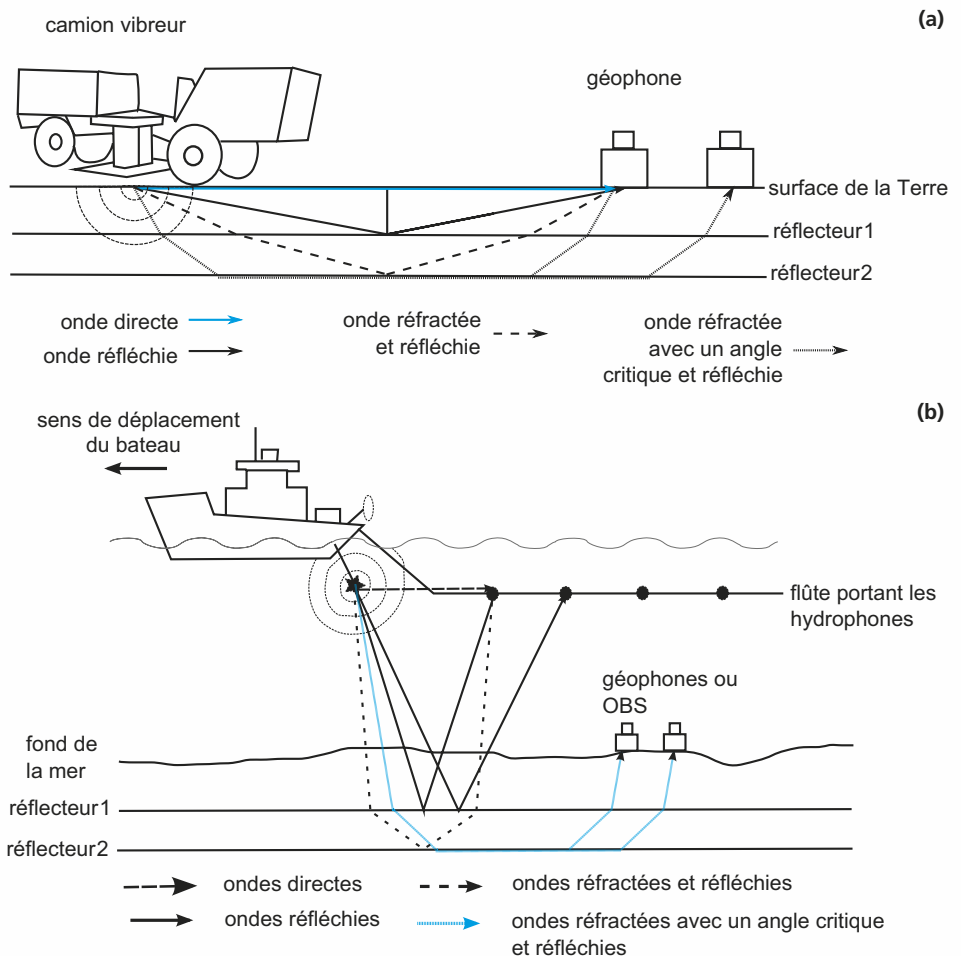 (a)
camion vibreur
géophone
surface de la Terre
réflecteur1
réflecteur2
onde directe
onde réfléchie
onde réfractée
et réfléchie
onde réfractée
avec un angle
critique et réfléchie
(b)
sens de déplacement
du bateau
flûte portant les
hydrophones
géophones ou
OBS
fond de
la mer
réflecteur1
réflecteur2
ondes directes
ondes réfléchies
ondes réfractées et réfléchies
ondes réfractées avec un angle critique
et réfléchies